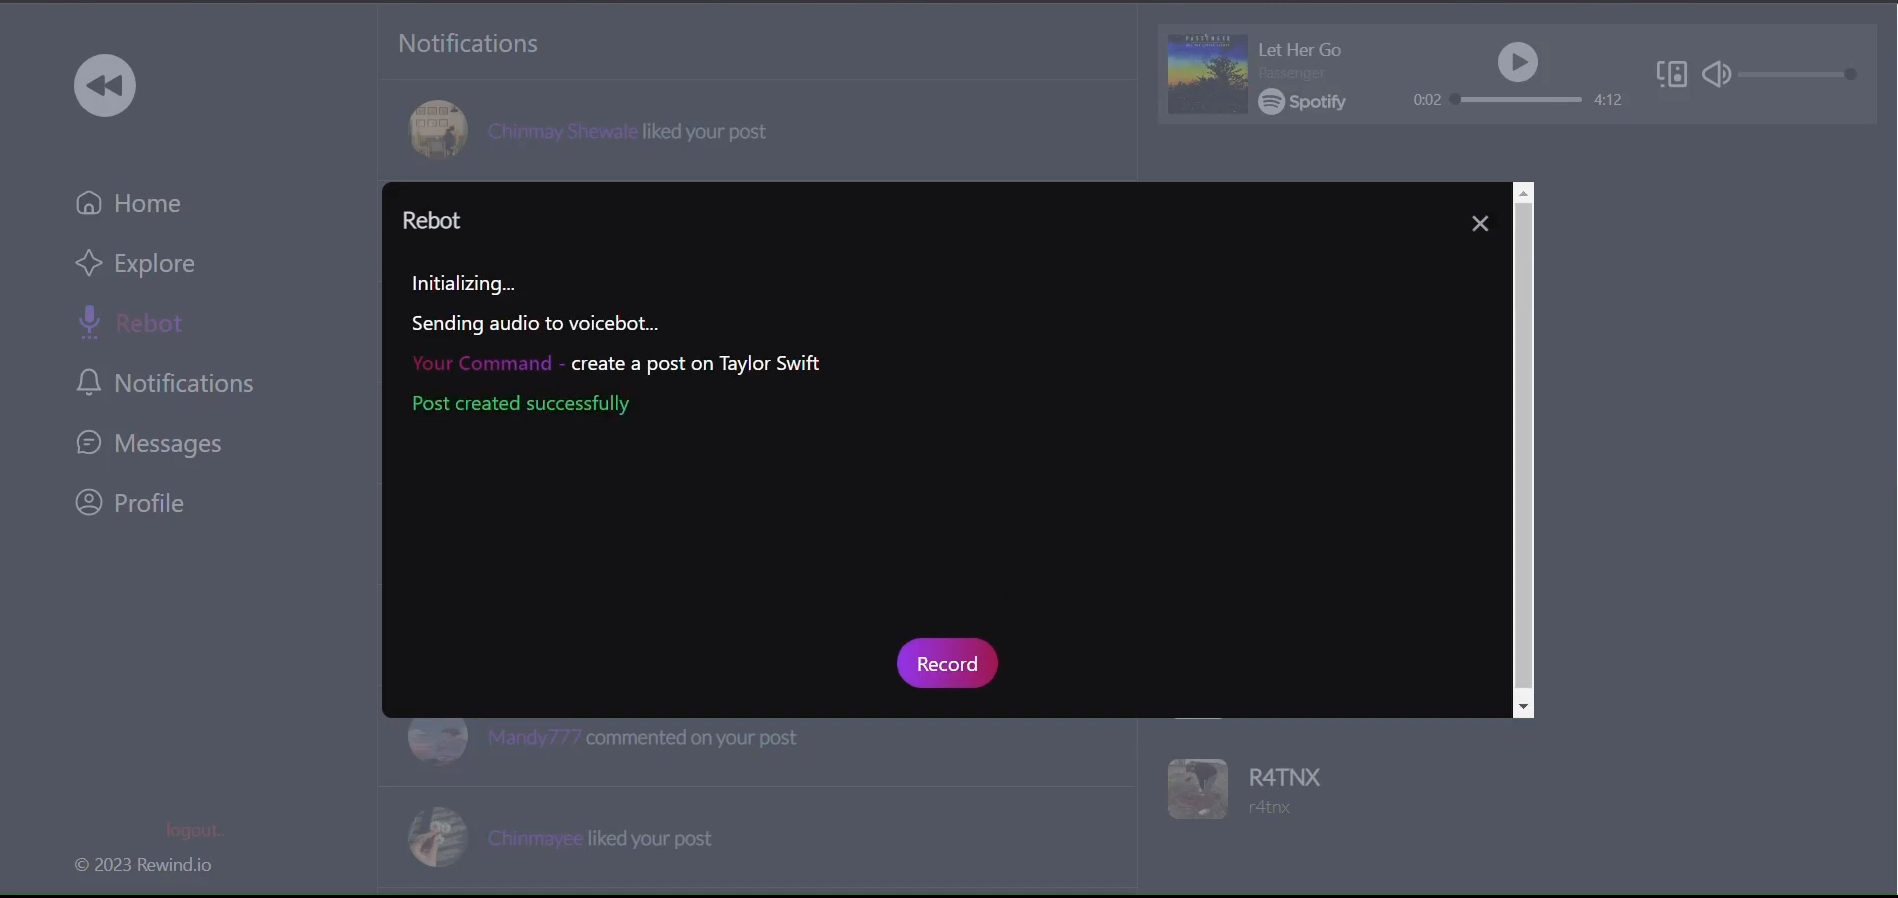 Home
Explore
Rebot
Notifications
Messages
Profile
logout..
© 2023 Rewind.io
Notifications
Chinmay Shewale liked your post
Rebot
Initializing...
Sending audio to voicebot...
Your Command - create a post on Taylor Swift
Post created successfully
Record
Mandy777 commented on your post
Chinmayee liked your post
PASSENGER
Let Her Go
Passenger
Spotify
0:02
4:12
R4TNX
r4tnx